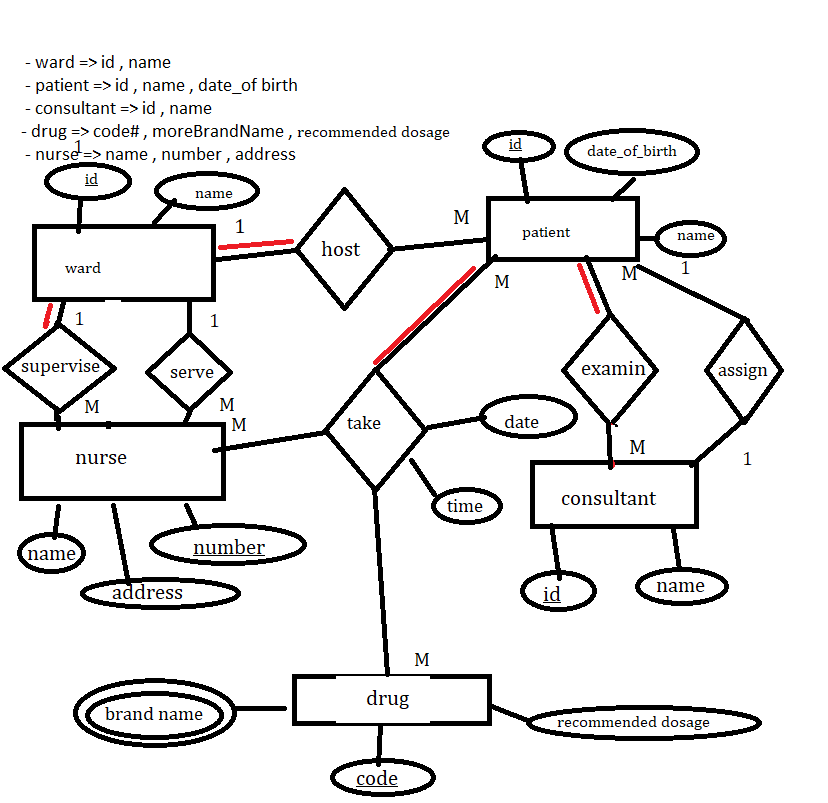 - ward => id , name
- patient => id , name , date_of birth
- consultant => id , name
- drug => code# , moreBrandName , recommended dosage
1
- nurse => name , number , address
id
name
id
date_of_birth
ward
1
host
M
patient
name
M
M
1
1
1
supervise
serve
examin
assign
M
M
M
take
date
nurse
M
1
consultant
time
name
number
address
id
name
M
drug
brand name
recommended dosage
code